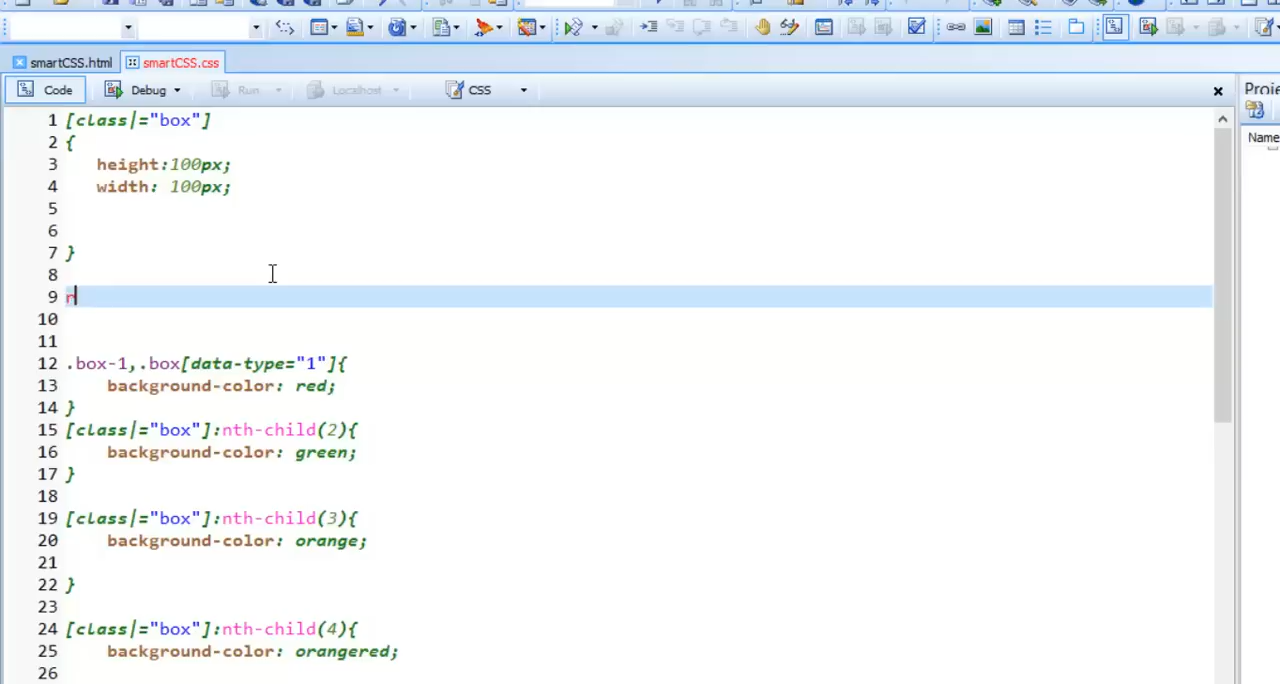 smartCSS.html smartCSS.css
Code Debug Run Localhost CSS
Proje
Name
1 [class|="box"]
2 {
3 height:100px;
4 width: 100px;
5
6
7 }
8
9 n
10
11
12 .box-1,.box[data-type="1"]{
13 background-color: red;
14 }
15 [class|="box"]:nth-child(2){
16 background-color: green;
17 }
18
19 [class|="box"]:nth-child(3){
20 background-color: orange;
21
22 }
23
24 [class|="box"]:nth-child(4){
25 background-color: orangered;
26